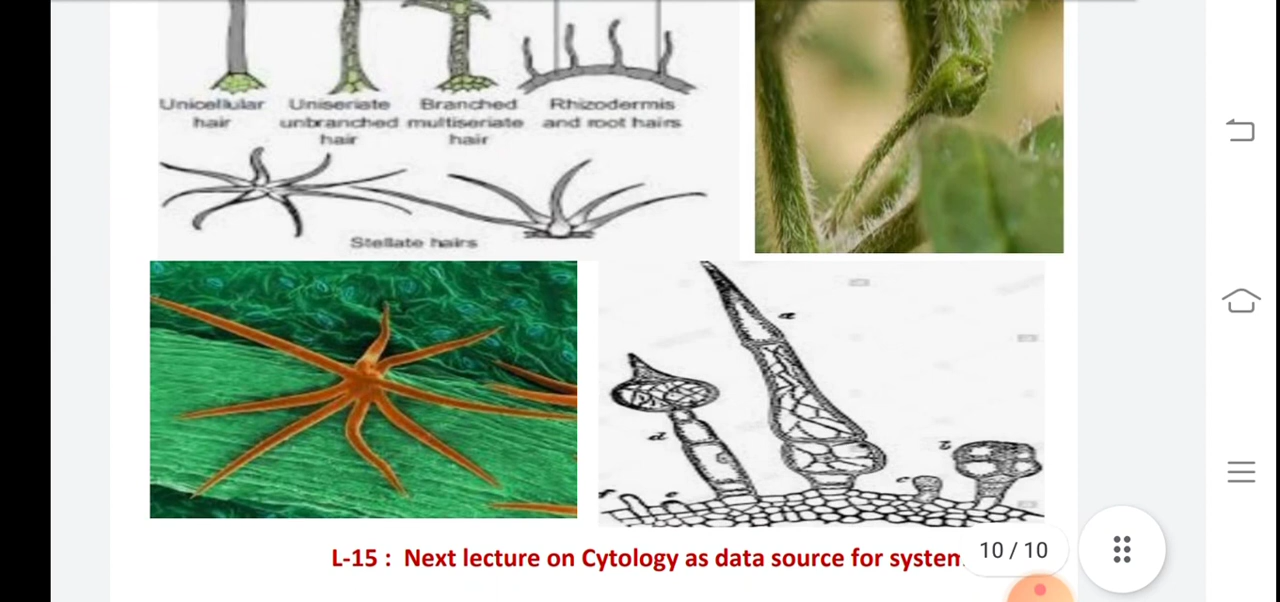 Unicellular hair
Uniseriate unbranched hair
Branched multiseriate hair
Rhizodermis and root hairs
Stellate hairs
a
d
c
L-15 : Next lecture on Cytology as data source for system
10 / 10